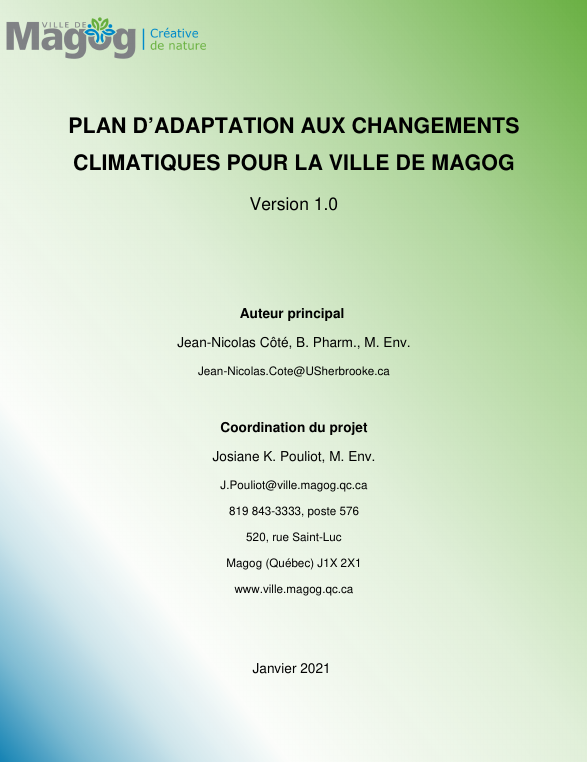 VILLE DE
Magog
Créative
de nature
PLAN D'ADAPTATION AUX CHANGEMENTS
CLIMATIQUES POUR LA VILLE DE MAGOG
Version 1.0
Auteur principal
Jean-Nicolas Côté, B. Pharm., M. Env.
Jean-Nicolas.Cote@USherbrooke.ca
Coordination du projet
Josiane K. Pouliot, M. Env.
J.Pouliot@ville.magog.qc.ca
819 843-3333, poste 576
520, rue Saint-Luc
Magog (Québec) J1X 2X1
www.ville.magog.qc.ca
Janvier 2021